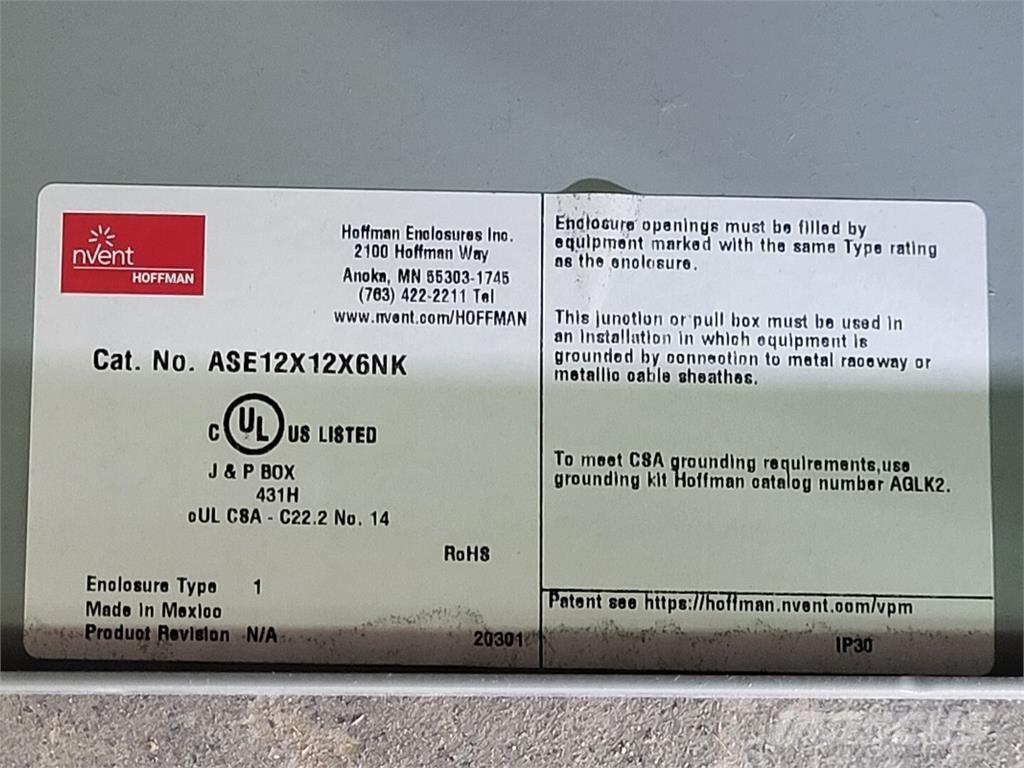 nvent
HOFFMAN
Hoffman Enclosures Inc.
2100 Hoffman Way
Anoka, MN 55303-1745
(763) 422-2211 Tel
www.nvent.com/HOFFMAN
Cat. No. ASE12X12X6NK
C UL US LISTED
J & P BOX
431H
cUL CSA - C22.2 No. 14
RoHS
Enclosure Type 1
Made in Mexico
Product Revision N/A
20301
Enclosure openings must be filled by
equipment marked with the same Type rating
as the enclosure.
This junction or pull box must be used in
an installation in which equipment is
grounded by connection to metal raceway or
metallic cable sheathes.
To meet CSA grounding requirements,use
grounding kit Hoffman catalog number AGLK2.
Patent see https://hoffman.nvent.com/vpm
IP30